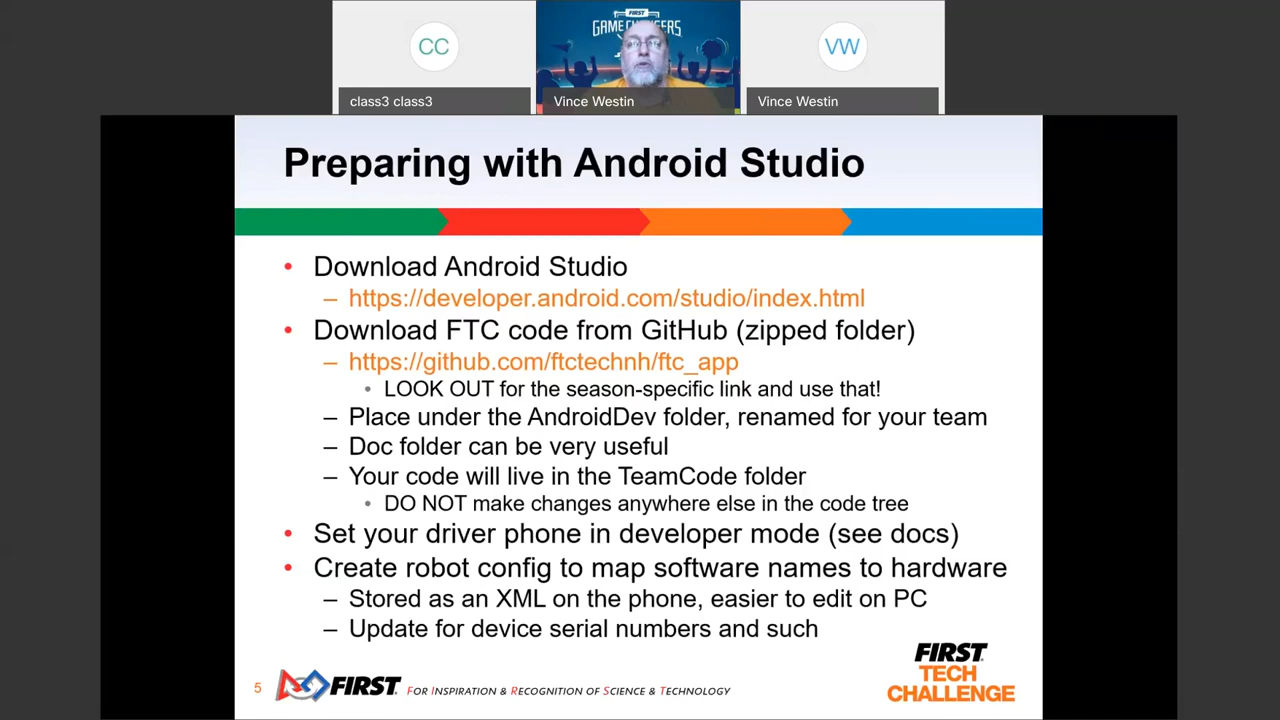 CC
class3 class3
FIRST
GAME CHANGERS
Vince Westin
VW
Vince Westin
Preparing with Android Studio
• Download Android Studio
– https://developer.android.com/studio/index.html
• Download FTC code from GitHub (zipped folder)
– https://github.com/ftctechnh/ftc_app
• LOOK OUT for the season-specific link and use that!
– Place under the AndroidDev folder, renamed for your team
– Doc folder can be very useful
– Your code will live in the TeamCode folder
• DO NOT make changes anywhere else in the code tree
• Set your driver phone in developer mode (see docs)
• Create robot config to map software names to hardware
– Stored as an XML on the phone, easier to edit on PC
– Update for device serial numbers and such
5
FIRST
FOR INSPIRATION & RECOGNITION OF SCIENCE & TECHNOLOGY
FIRST
TECH
CHALLENGE